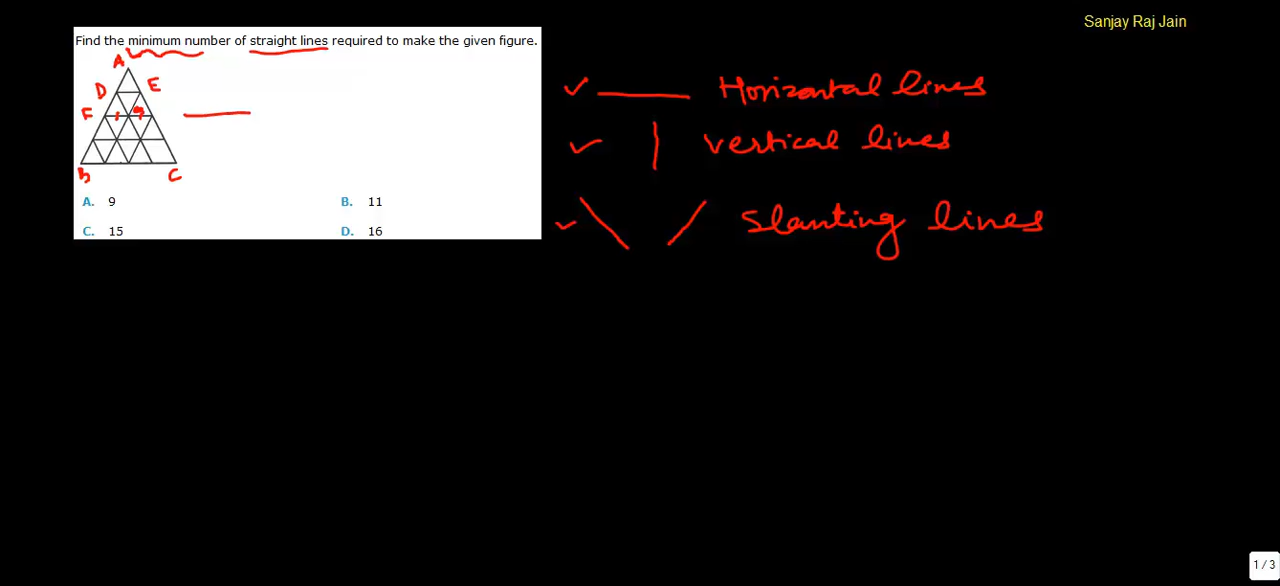 Sanjay Raj Jain
Find the minimum number of straight lines required to make the given figure.
A
D E
F
B C
A. 9 B. 11
C. 15 D. 16
Horizontal lines
vertical lines
Slanting lines
1 / 3